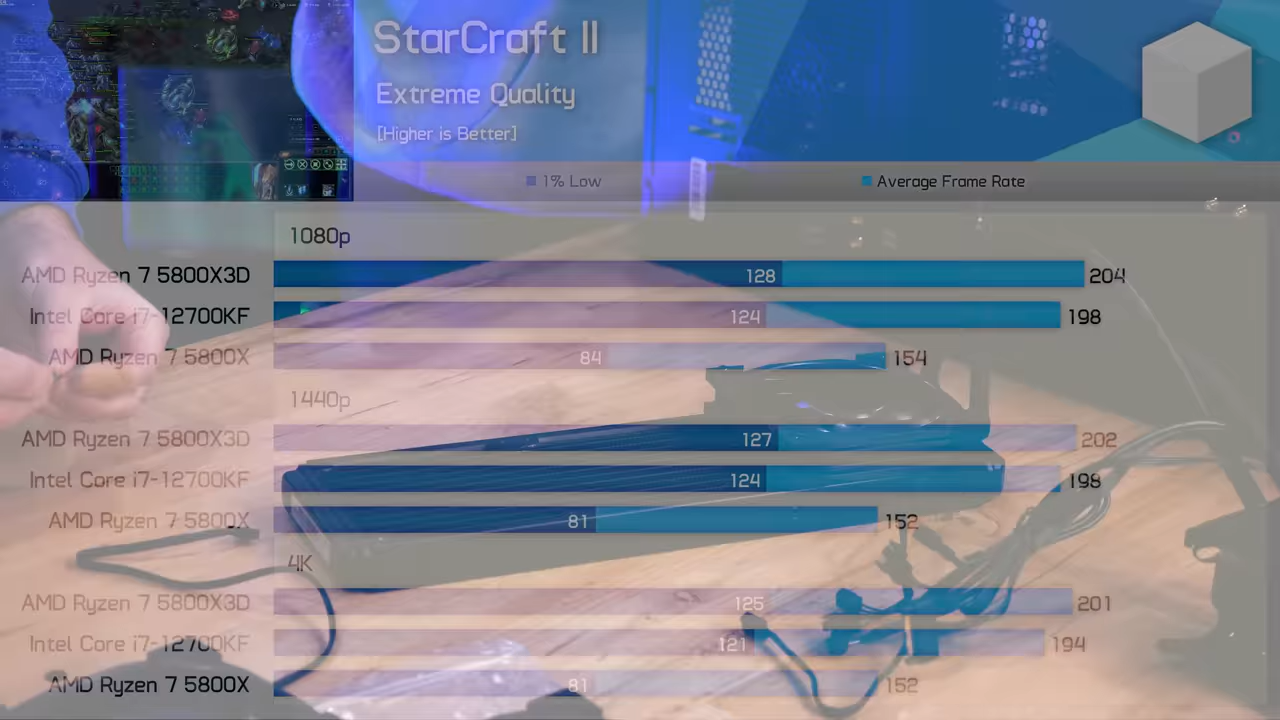 StarCraft II
Extreme Quality
[Higher is Better]
1% Low Average Frame Rate
1080p
AMD Ryzen 7 5800X3D 128 204
Intel Core i7-12700KF 124 198
AMD Ryzen 7 5800X 84 154
1440p
AMD Ryzen 7 5800X3D 127 202
Intel Core i7-12700KF 124 198
AMD Ryzen 7 5800X 81 152
4K
AMD Ryzen 7 5800X3D 125 201
Intel Core i7-12700KF 121 194
AMD Ryzen 7 5800X 81 152